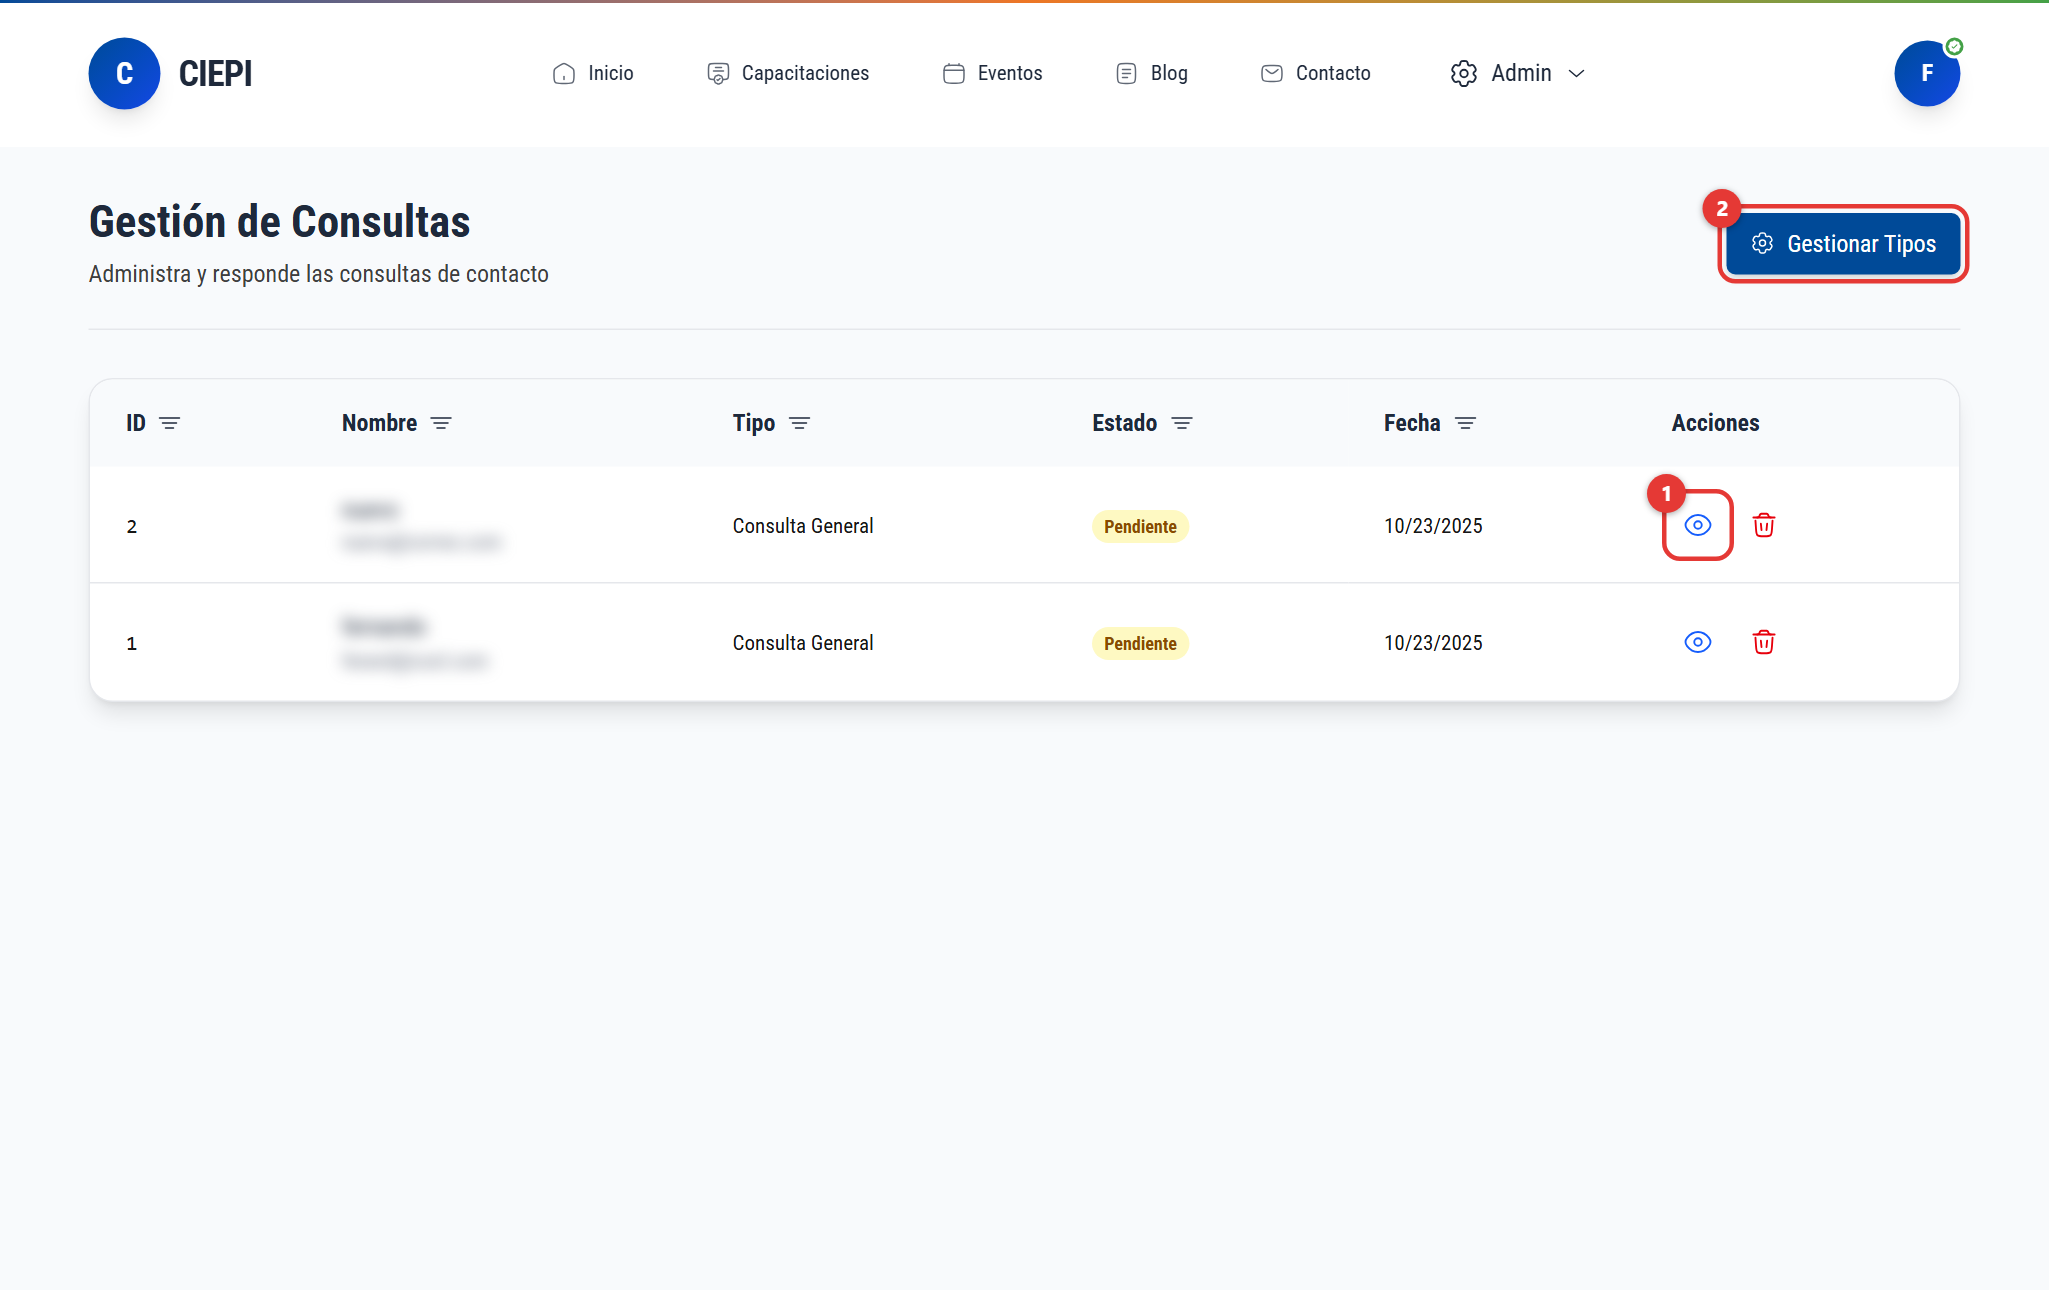 C CIEPI Inicio Capacitaciones Eventos Blog Contacto Admin F
Gestión de Consultas
2
Gestionar Tipos
Administra y responde las consultas de contacto
ID Nombre Tipo Estado Fecha Acciones
1
2 Consulta General Pendiente 10/23/2025
1 Consulta General Pendiente 10/23/2025